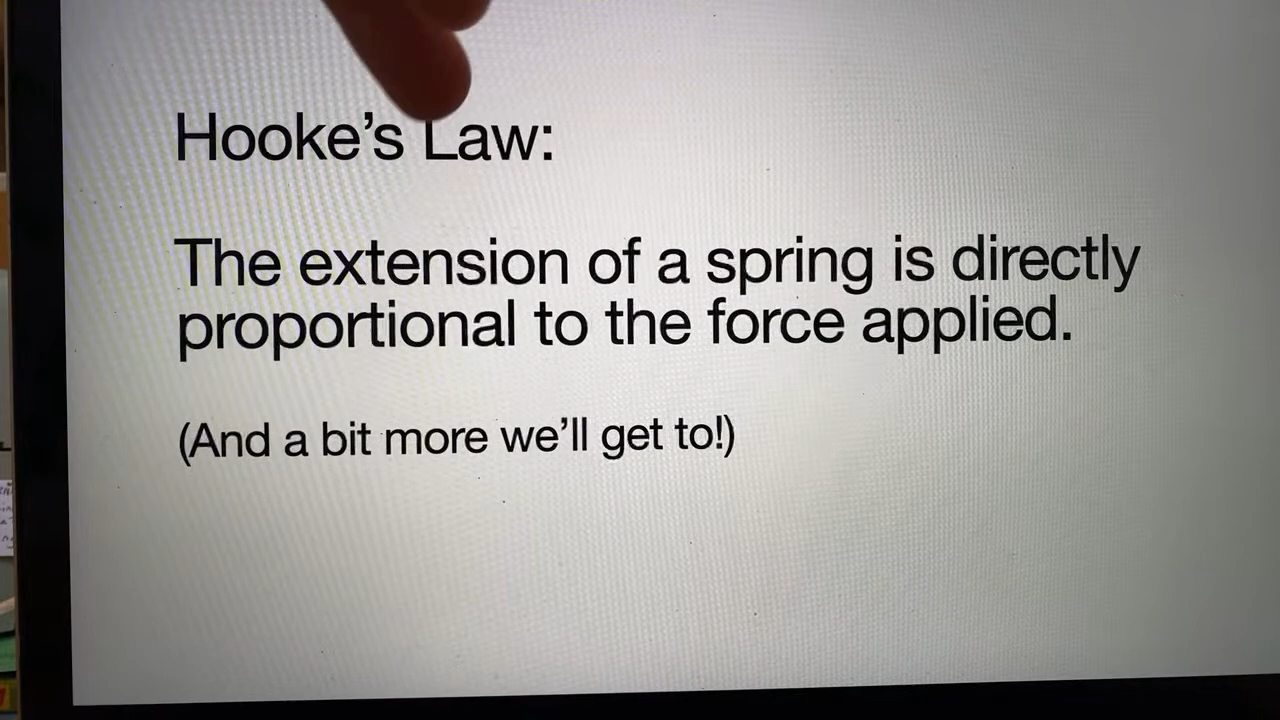 Hooke’s Law:
The extension of a spring is directly
proportional to the force applied.
(And a bit more we’ll get to!)